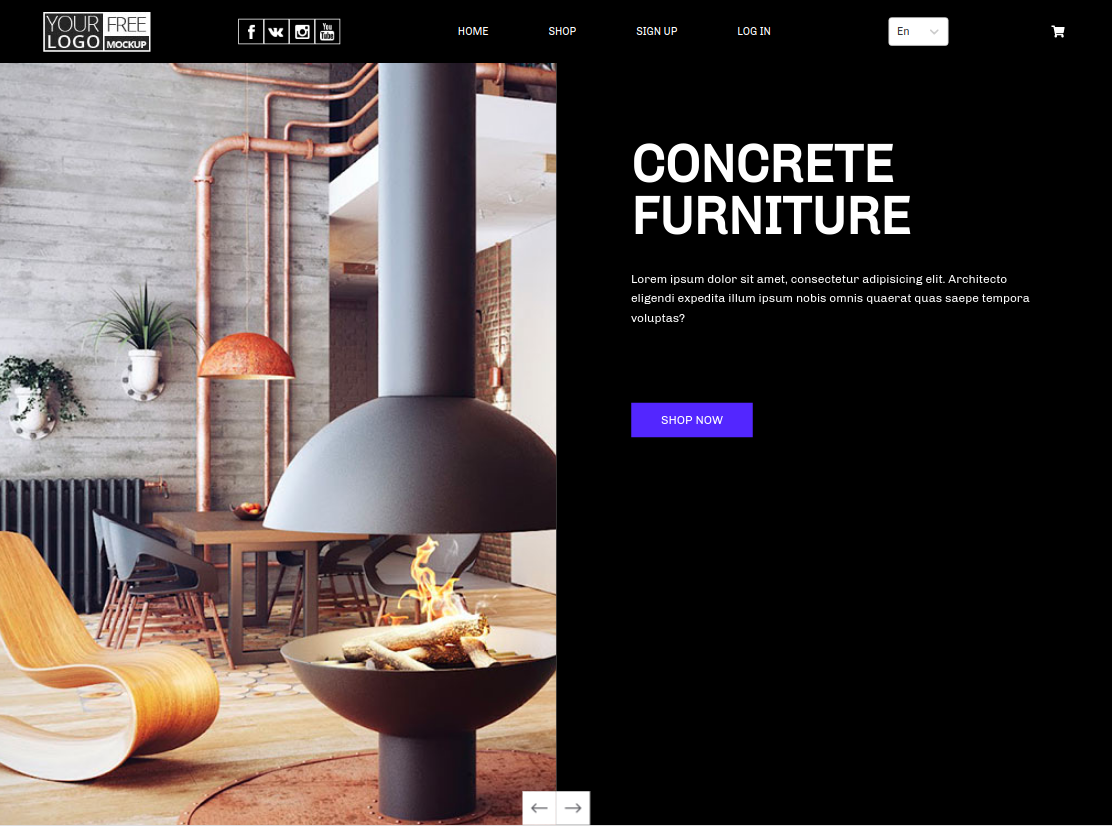 YOUR FREE
LOGO MOCKUP
f
You
Tube
HOME
SHOP
SIGN UP
LOG IN
En
CONCRETE
FURNITURE
Lorem ipsum dolor sit amet, consectetur adipisicing elit. Architecto
eligendi expedita illum ipsum nobis omnis quaerat quas saepe tempora
voluptas?
SHOP NOW